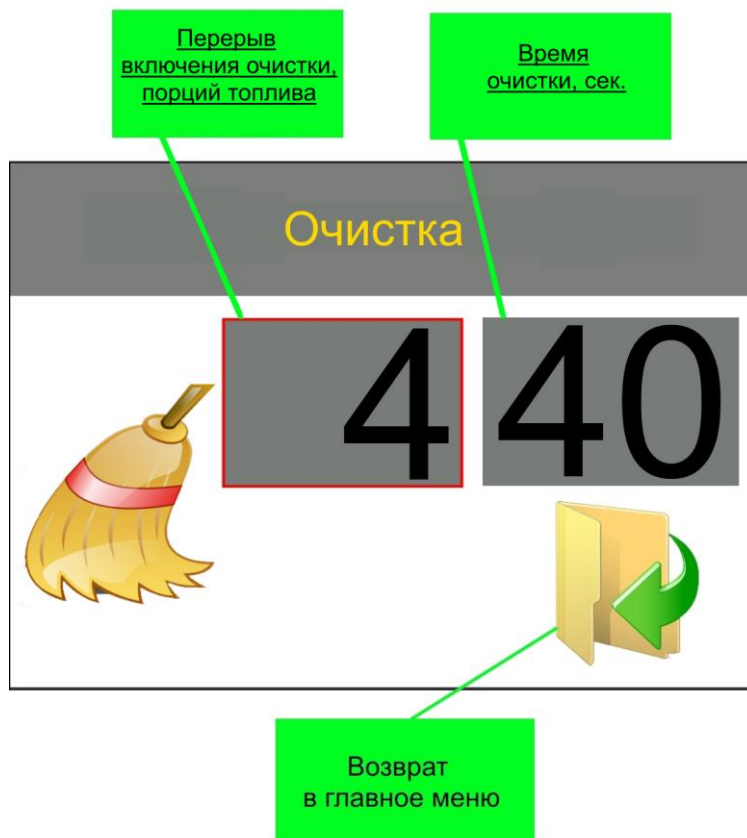 Перерыв
включения очистки,
порций топлива
Время
очистки, сек.
Очистка
4
40
Возврат
в главное меню